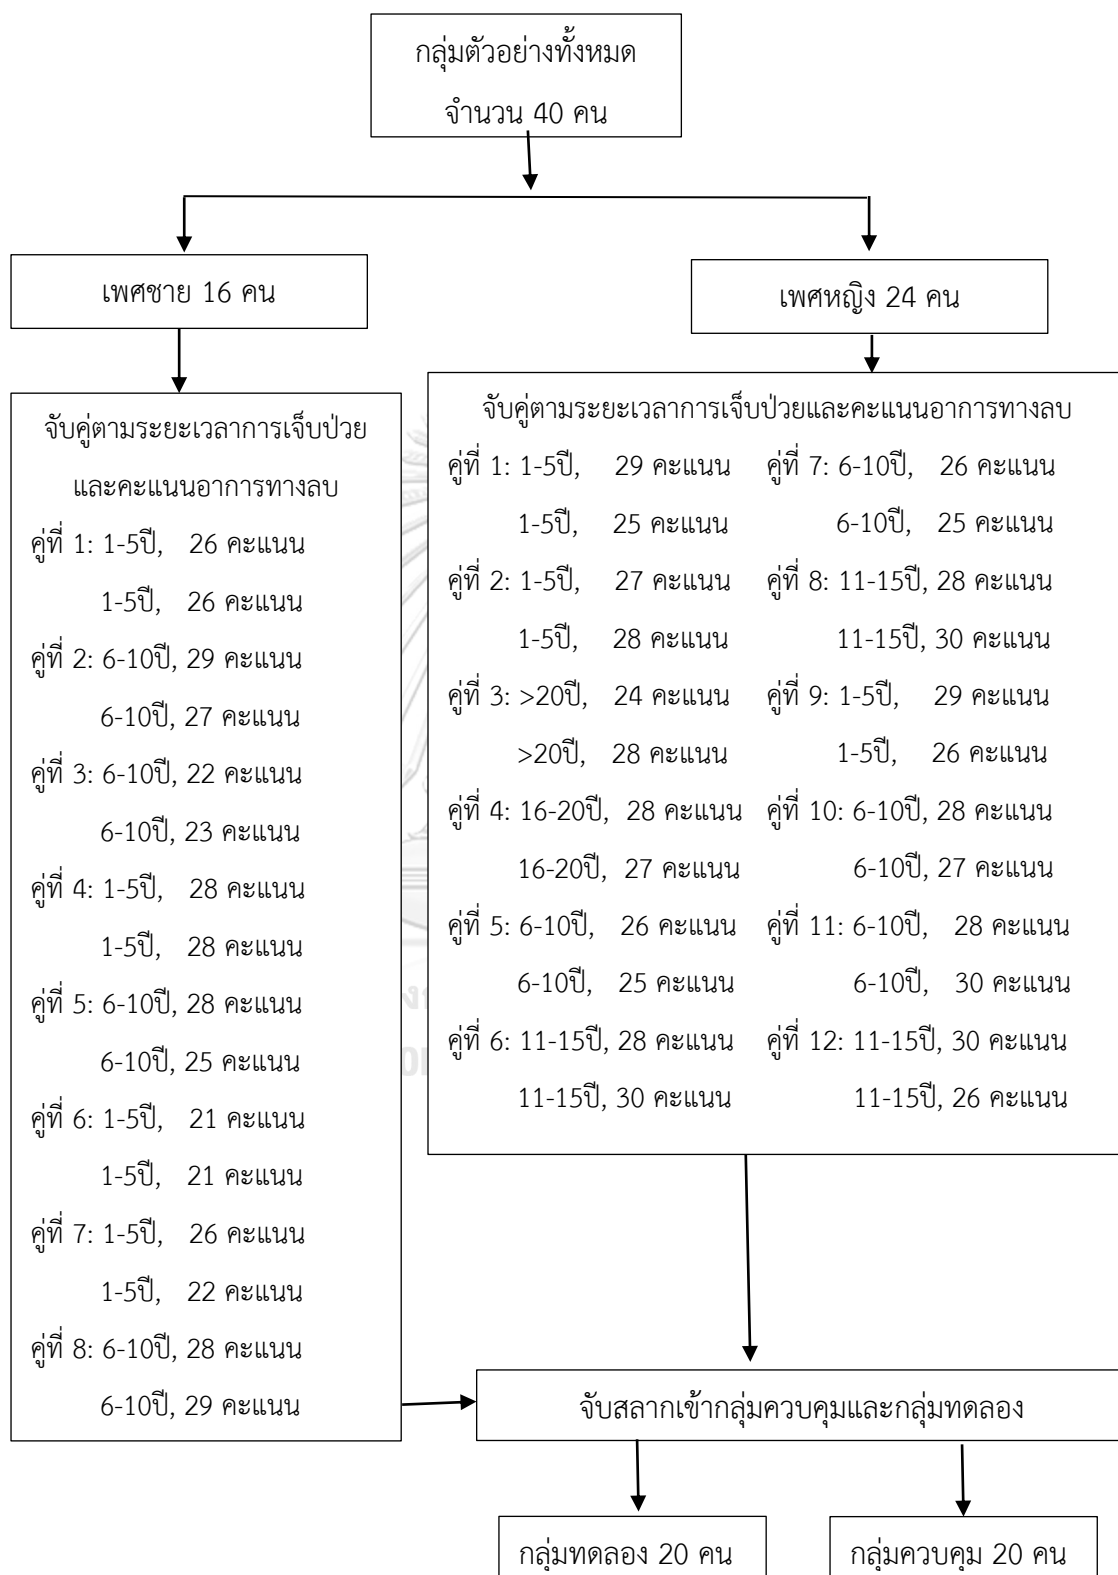 กลุ่มตัวอย่างทั้งหมด
จำนวน 40 คน
เพศชาย 16 คน
เพศหญิง 24 คน
จับคู่ตามระยะเวลาการเจ็บป่วย
และคะแนนอาการทางลบ
คู่ที่ 1: 1-5ปี, 26 คะแนน
1-5ปี, 26 คะแนน
คู่ที่ 2: 6-10ปี, 29 คะแนน
6-10ปี, 27 คะแนน
คู่ที่ 3: 6-10ปี, 22 คะแนน
6-10ปี, 23 คะแนน
คู่ที่ 4: 1-5ปี, 28 คะแนน
1-5ปี, 28 คะแนน
คู่ที่ 5: 6-10ปี, 28 คะแนน
6-10ปี, 25 คะแนน
คู่ที่ 6: 1-5ปี, 21 คะแนน
1-5ปี, 21 คะแนน
คู่ที่ 7: 1-5ปี, 26 คะแนน
1-5ปี, 22 คะแนน
คู่ที่ 8: 6-10ปี, 28 คะแนน
6-10ปี, 29 คะแนน
จับคู่ตามระยะเวลาการเจ็บป่วยและคะแนนอาการทางลบ
คู่ที่ 1: 1-5ปี, 29 คะแนน
1-5ปี, 25 คะแนน
คู่ที่ 2: 1-5ปี, 27 คะแนน
1-5ปี, 28 คะแนน
คู่ที่ 3: >20ปี, 24 คะแนน
>20ปี, 28 คะแนน
คู่ที่ 4: 16-20ปี, 28 คะแนน
16-20ปี, 27 คะแนน
คู่ที่ 5: 6-10ปี, 26 คะแนน
6-10ปี, 25 คะแนน
คู่ที่ 6: 11-15ปี, 28 คะแนน
11-15ปี, 30 คะแนน
คู่ที่ 7: 6-10ปี, 26 คะแนน
6-10ปี, 25 คะแนน
คู่ที่ 8: 11-15ปี, 28 คะแนน
11-15ปี, 30 คะแนน
คู่ที่ 9: 1-5ปี, 29 คะแนน
1-5ปี, 26 คะแนน
คู่ที่ 10: 6-10ปี, 28 คะแนน
6-10ปี, 27 คะแนน
คู่ที่ 11: 6-10ปี, 28 คะแนน
6-10ปี, 30 คะแนน
คู่ที่ 12: 11-15ปี, 30 คะแนน
11-15ปี, 26 คะแนน
จับสลากเข้ากลุ่มควบคุมและกลุ่มทดลอง
กลุ่มทดลอง 20 คน
กลุ่มควบคุม 20 คน